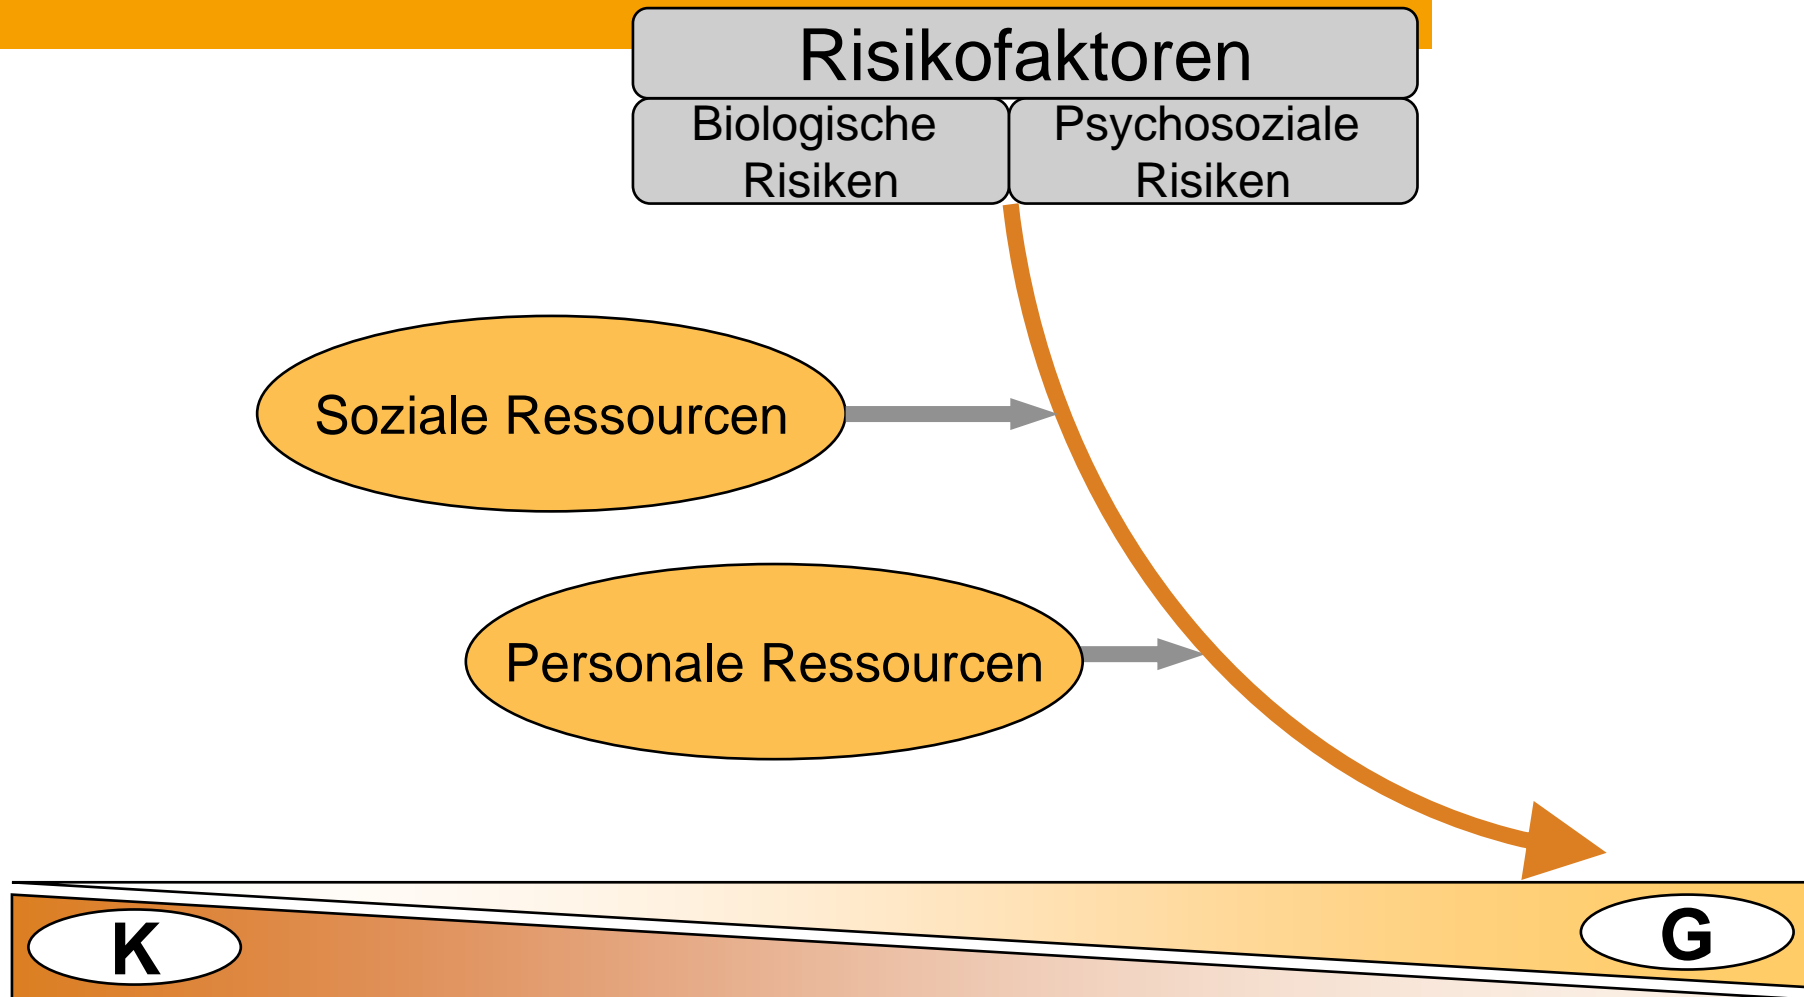 Risikofaktoren
Biologische
Risiken
Psychosoziale
Risiken
Soziale Ressourcen
Personale Ressourcen
K
G